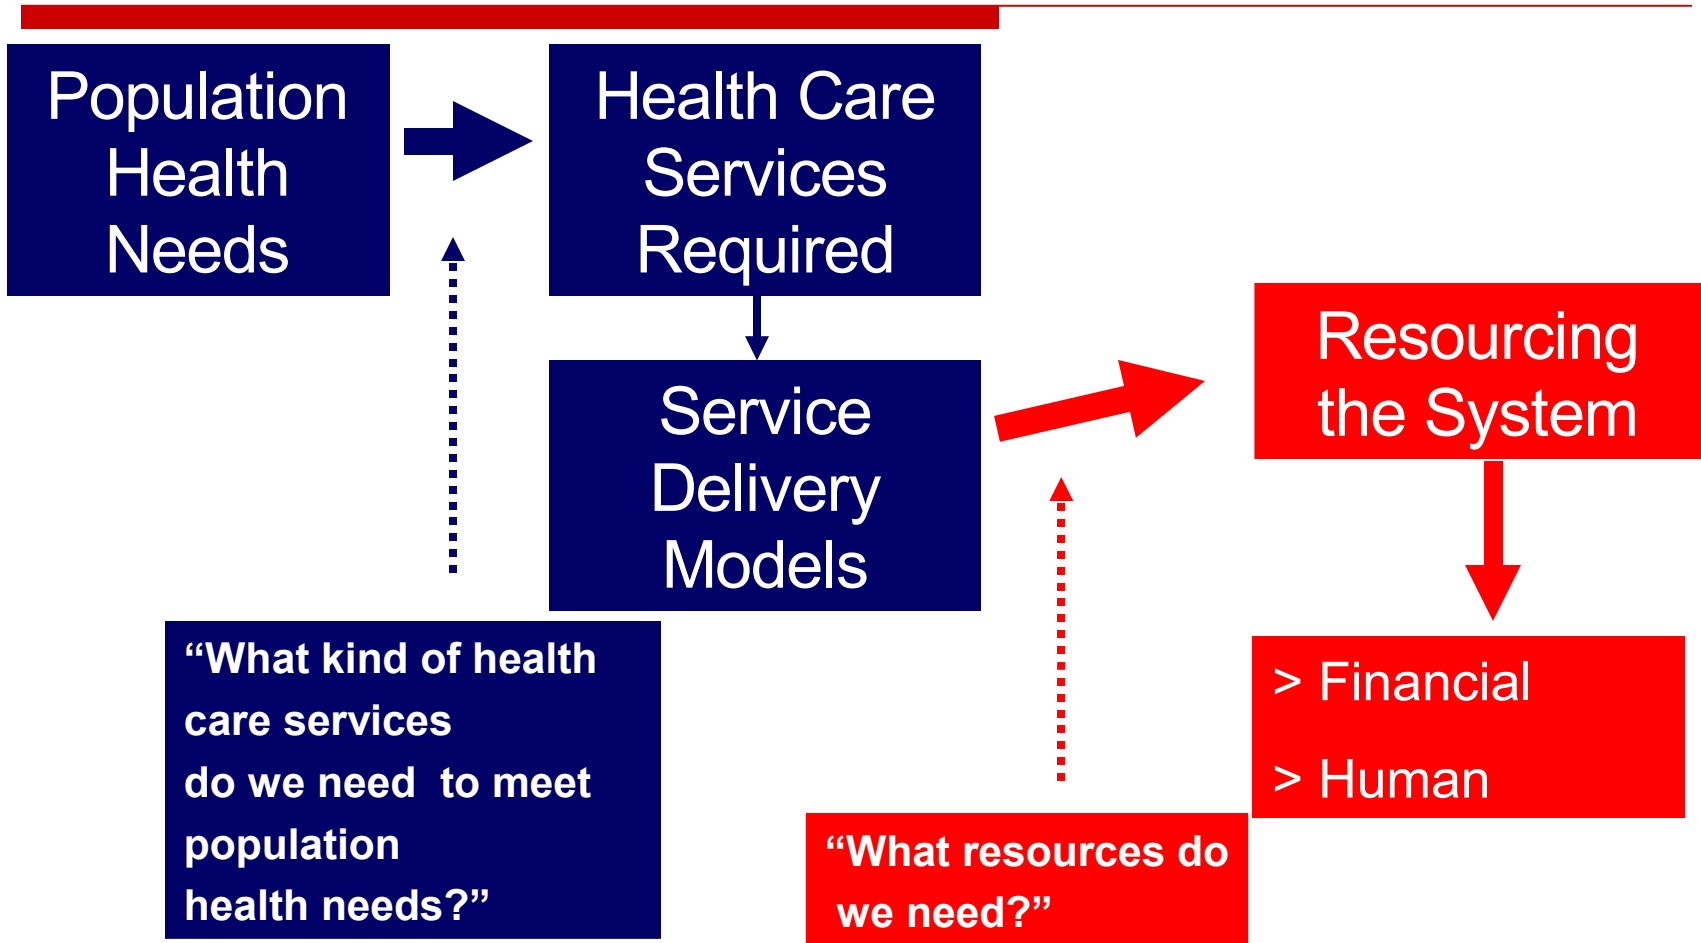 Population
Health
Needs
Health Care
Services
Required
Service
Delivery
Models
Resourcing
the System
> Financial
> Human
“What kind of health
care services
do we need  to meet
population
health needs?”
“What resources do
we need?”